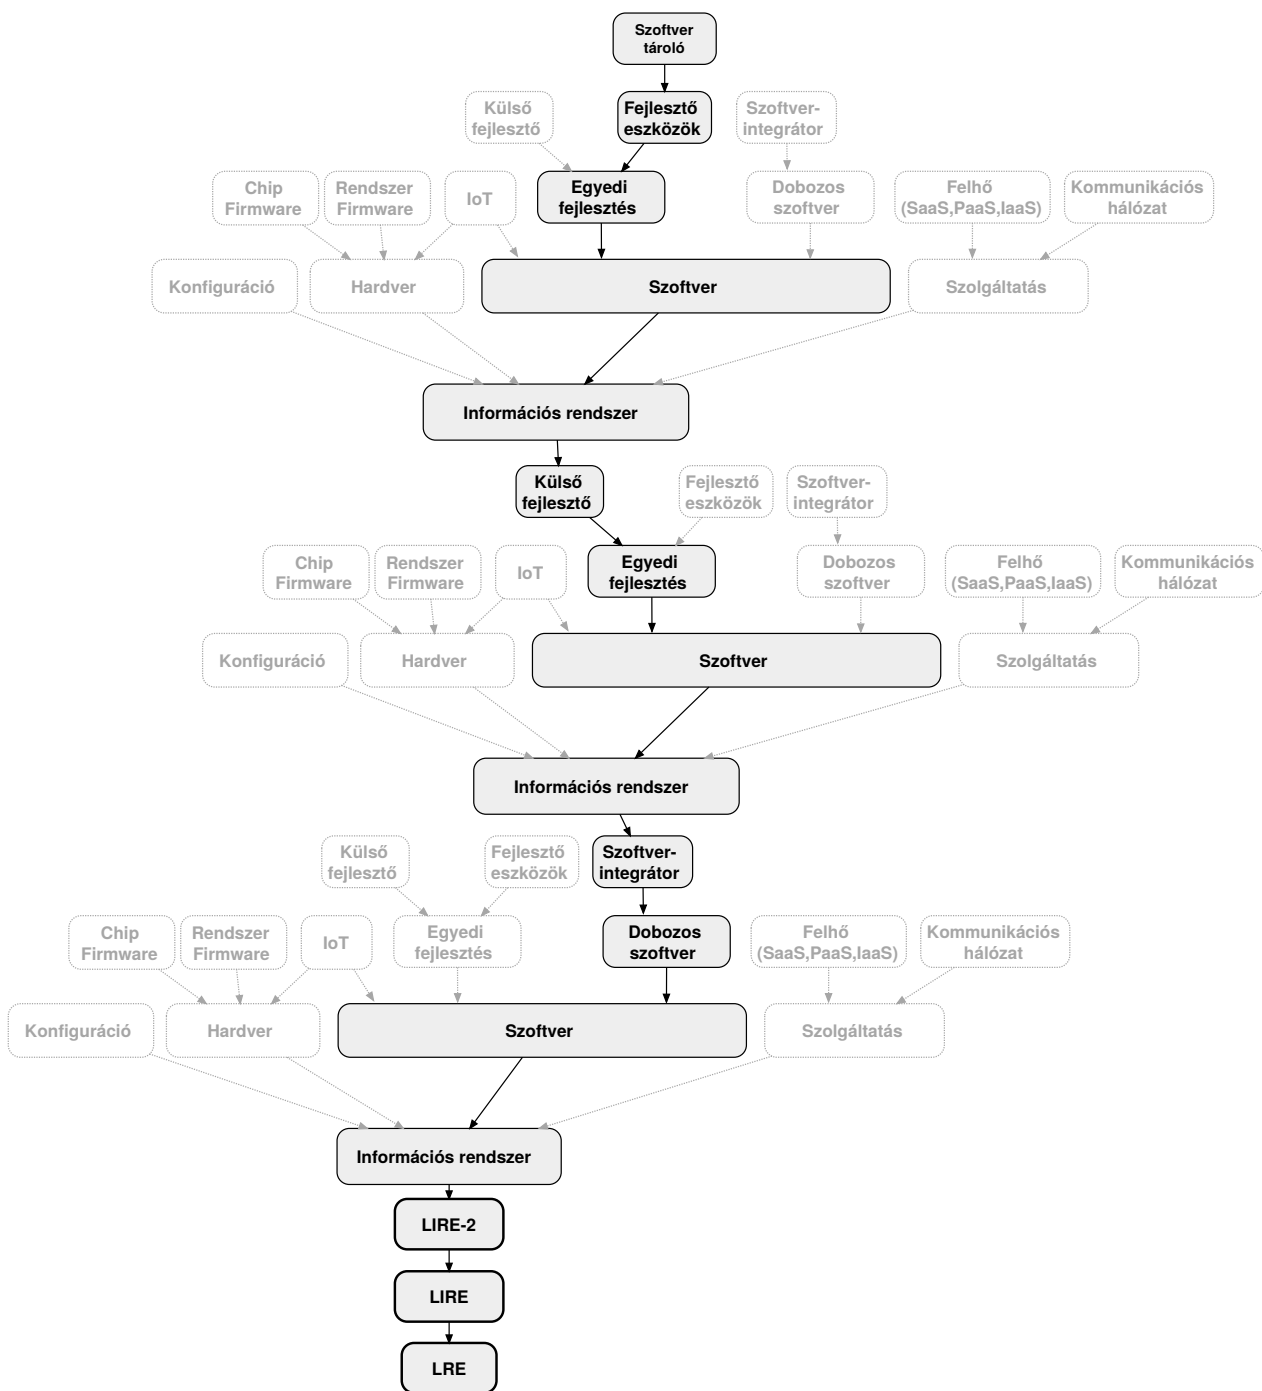 Szoftver
tároló
Külső
fejlesztő
Fejlesztő
eszközök
Szoftver-
integrátor
Chip
Firmware
Rendszer
Firmware
IoT
Egyedi
fejlesztés
Dobozos
szoftver
Felhő
(SaaS,PaaS,IaaS)
Kommunikációs
hálózat
Konfiguráció
Hardver
Szoftver
Szolgáltatás
Információs rendszer
Külső
fejlesztő
Fejlesztő
eszközök
Szoftver-
integrátor
Chip
Firmware
Rendszer
Firmware
IoT
Egyedi
fejlesztés
Dobozos
szoftver
Felhő
(SaaS,PaaS,IaaS)
Kommunikációs
hálózat
Konfiguráció
Hardver
Szoftver
Szolgáltatás
Információs rendszer
Külső
fejlesztő
Fejlesztő
eszközök
Szoftver-
integrátor
Chip
Firmware
Rendszer
Firmware
IoT
Egyedi
fejlesztés
Dobozos
szoftver
Felhő
(SaaS,PaaS,IaaS)
Kommunikációs
hálózat
Konfiguráció
Hardver
Szoftver
Szolgáltatás
Információs rendszer
LIRE-2
LIRE
LRE